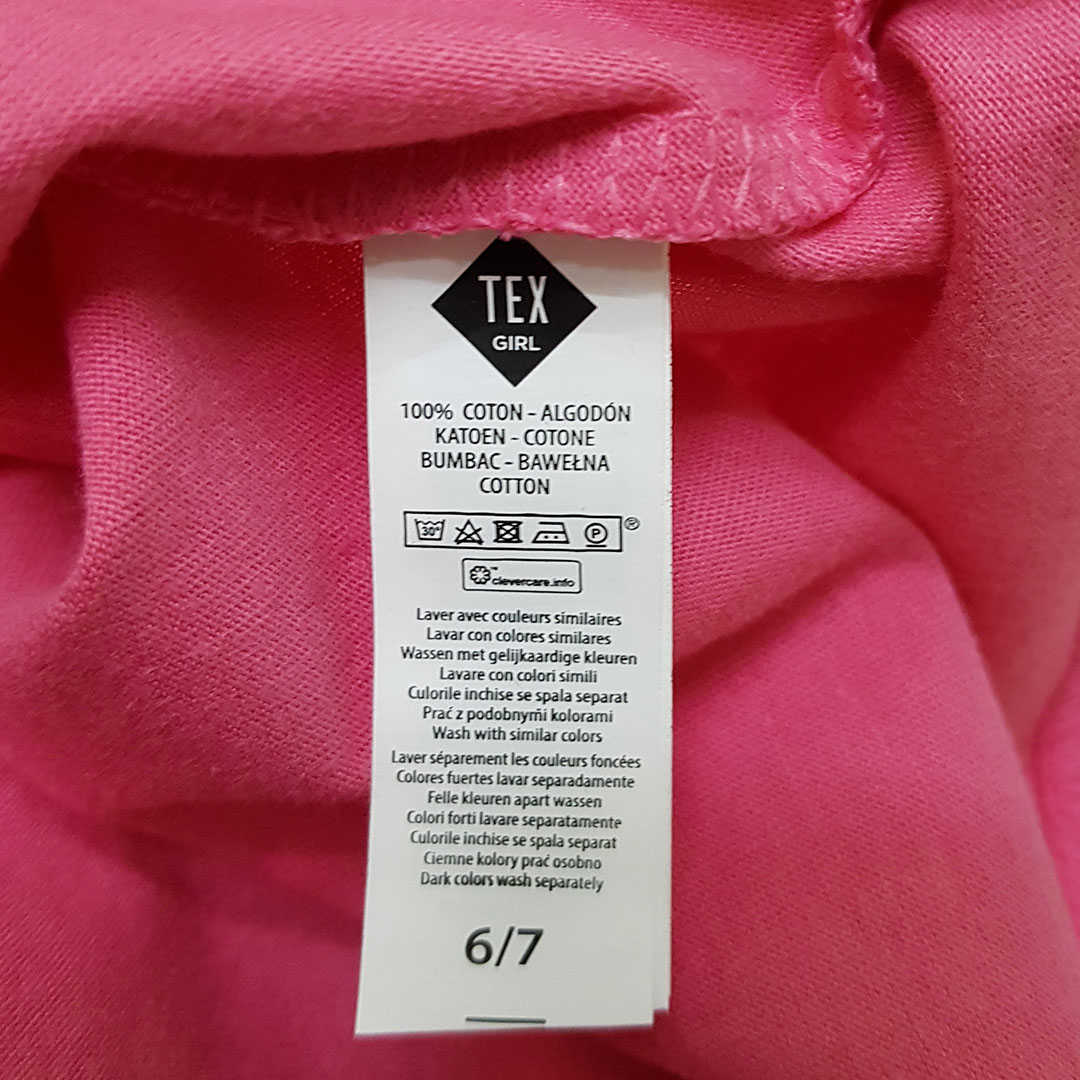 TEX
GIRL
100% COTON - ALGODÓN
KATOEN - COTONE
BUMBAC - BAWEŁNA
COTTON
30°
P
®
clevercare.info™
Laver avec couleurs similaires
Lavar con colores similares
Wassen met gelijkaardige kleuren
Lavare con colori simili
Culorile inchise se spala separat
Prać z podobnymi kolorami
Wash with similar colors
Laver séparement les couleurs foncées
Colores fuertes lavar separadamente
Felle kleuren apart wassen
Colori forti lavare separatamente
Culorile inchise se spala separat
Ciemne kolory prać osobno
Dark colors wash separately
6/7